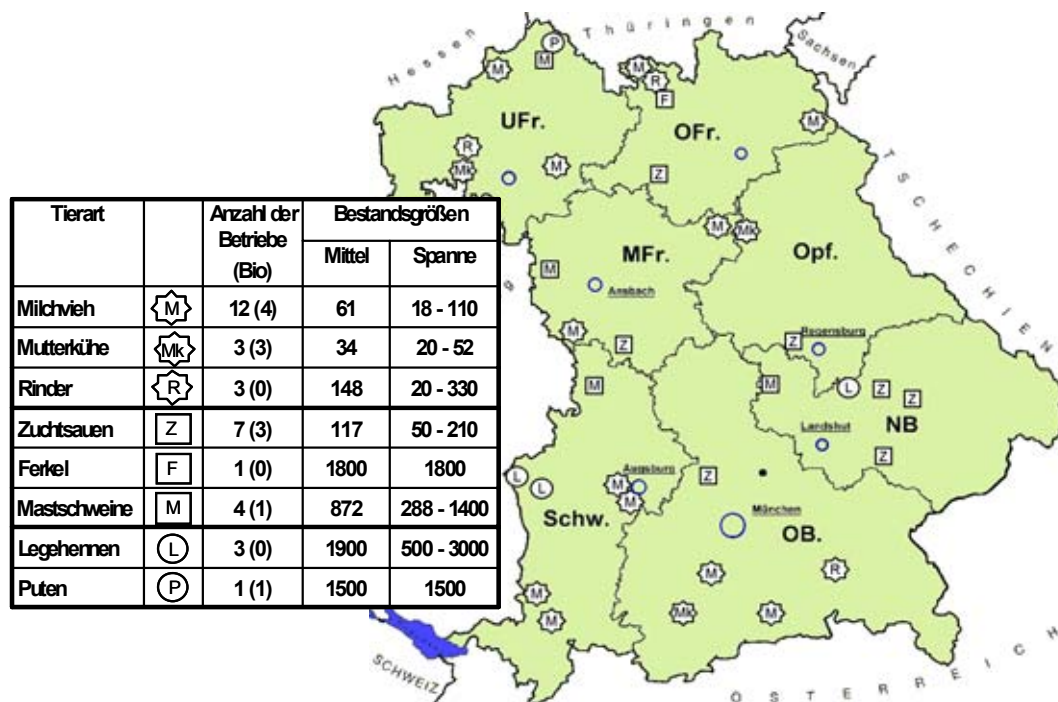 Hessen
Thüringen
Sachsen
P
M
M
M
R
F
M
UFr.
OFr.
R
Mk
M
Z
TSCHECHIEN
Tierart
Anzahl der Betriebe (Bio)
Bestandsgrößen
Mittel
Spanne
Milchvieh M 12 (4) 61 18 - 110
Mutterkühe Mk 3 (3) 34 20 - 52
Rinder R 3 (0) 148 20 - 330
Zuchtsauen Z 7 (3) 117 50 - 210
Ferkel F 1 (0) 1800 1800
Mastschweine M 4 (1) 872 288 - 1400
Legehennen L 3 (0) 1900 500 - 3000
Puten P 1 (1) 1500 1500
M
Mk
MFr.
Opf.
M
Ansbach
g
M
Z
Regensburg
Z
M
M
L
Z
Z
NB
Landshut
Z
L
L
Augsburg
M
M
Z
Schw.
München
OB.
M
R
M
M
Mk
M
SCHWEIZ
ÖSTERREICH